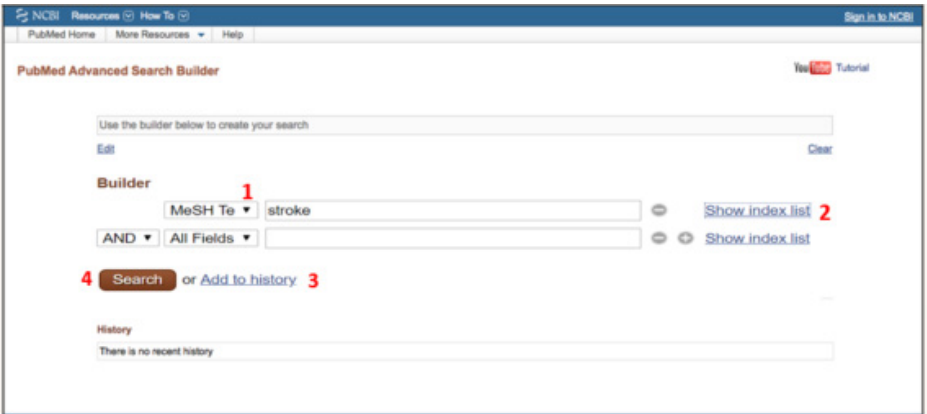 NCBI Resources How To Sign in to NCBI
PubMed Home More Resources Help
PubMed Advanced Search Builder YouTube Tutorial
Use the builder below to create your search
Edit Clear
Builder
1
MeSH Te stroke Show index list 2
AND All Fields Show index list
4 Search or Add to history 3
History
There is no recent history